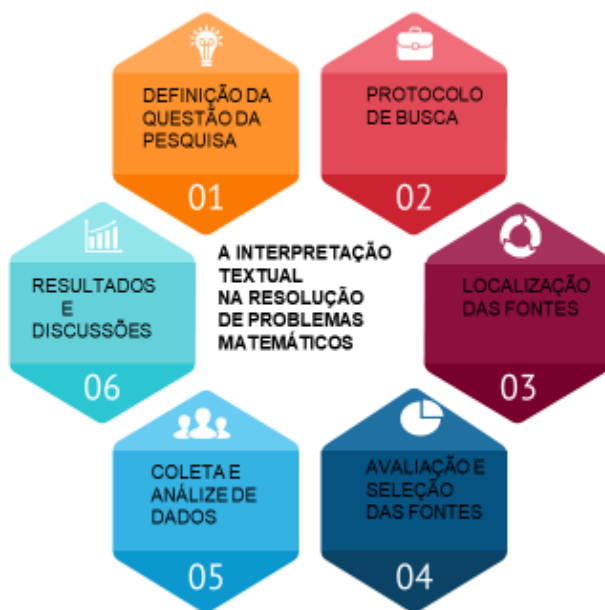 DEFINIÇÃO DA
QUESTÃO DA
PESQUISA
01
PROTOCOLO
DE BUSCA
02
A INTERPRETAÇÃO
TEXTUAL
NA RESOLUÇÃO
DE PROBLEMAS
MATEMÁTICOS
LOCALIZAÇÃO
DAS FONTES
03
AVALIAÇÃO E
SELEÇÃO
DAS FONTES
04
COLETA E
ANÁLIZE DE
DADOS
05
RESULTADOS
E
DISCUSSÕES
06